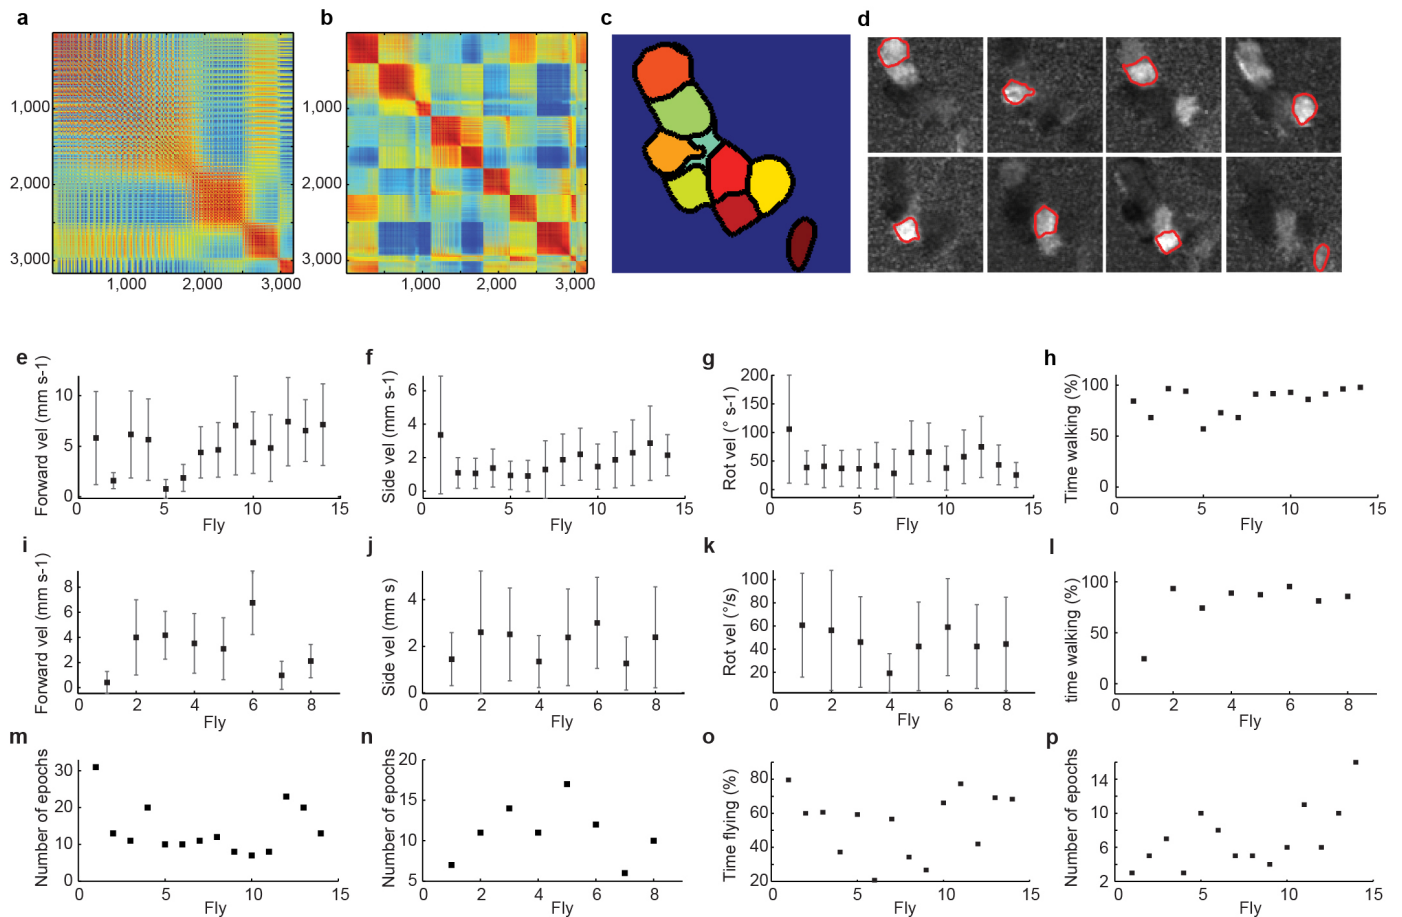 a
b
c
d
1,000
2,000
3,000
1,000
2,000
3,000
1,000
2,000
3,000
1,000
2,000
3,000
e
Forward vel (mm s-1)
10
5
0
0
5
10
15
Fly
f
Side vel (mm s-1)
6
4
2
0
0
5
10
15
Fly
g
Rot vel (° s-1)
200
150
100
50
0
0
5
10
15
Fly
h
Time walking (%)
100
50
0
0
5
10
15
Fly
i
Forward vel (mm s-1)
8
6
4
2
0
0
2
4
6
8
Fly
j
Side vel (mm s)
4
2
0
0
2
4
6
8
Fly
k
Rot vel (°/s)
100
80
60
40
20
0
2
4
6
8
Fly
l
time walking (%)
100
50
0
0
2
4
6
8
Fly
m
Number of epochs
30
20
10
0
0
5
10
15
Fly
n
Number of epochs
20
15
10
5
0
2
4
6
8
Fly
o
Time flying (%)
80
60
40
20
0
5
10
15
Fly
p
Number of epochs
14
10
6
2
0
5
10
15
Fly